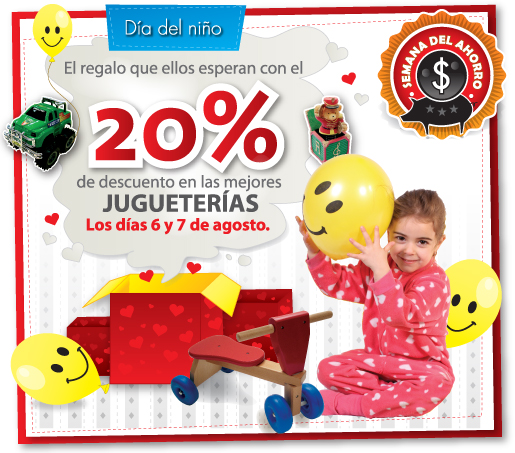 Día del niño
El regalo que ellos esperan con el
20%
de descuento en las mejores
JUGUETERÍAS
Los días 6 y 7 de agosto.
SEMANA DEL AHORRO
$